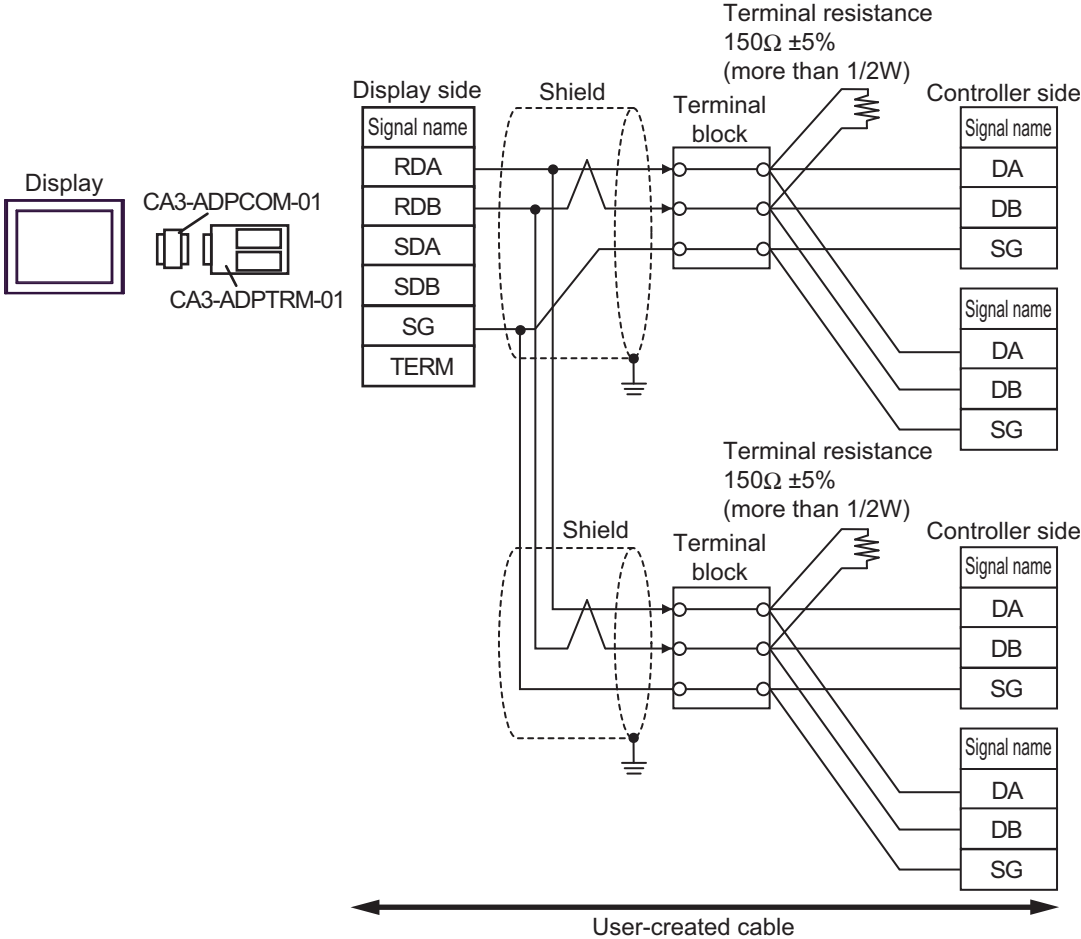 Terminal resistance
150Ω ±5%
(more than 1/2W)
Display side
Shield
Terminal
block
Controller side
Signal name
RDA
RDB
SDA
SDB
SG
TERM
Signal name
DA
DB
SG
Display
CA3-ADPCOM-01
CA3-ADPTRM-01
Signal name
DA
DB
SG
Terminal resistance
150Ω ±5%
(more than 1/2W)
Shield
Terminal
block
Controller side
Signal name
DA
DB
SG
Signal name
DA
DB
SG
User-created cable